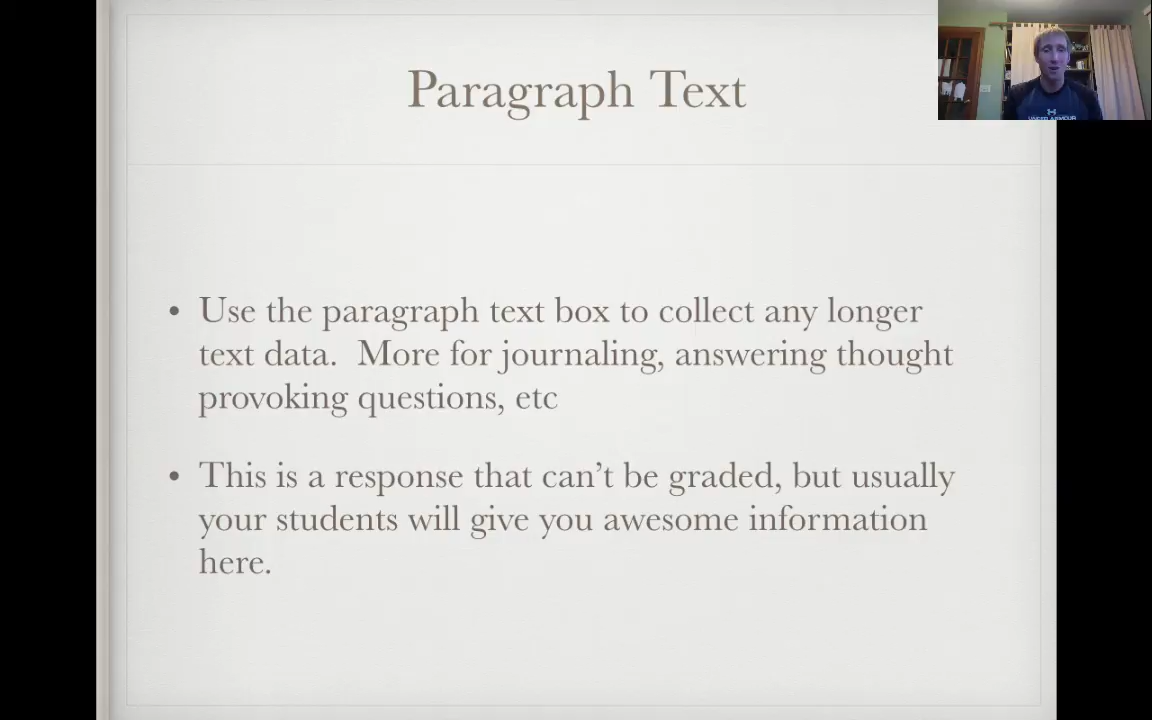 Paragraph Text
UNDER ARMOUR
• Use the paragraph text box to collect any longer
text data.  More for journaling, answering thought
provoking questions, etc
• This is a response that can’t be graded, but usually
your students will give you awesome information
here.